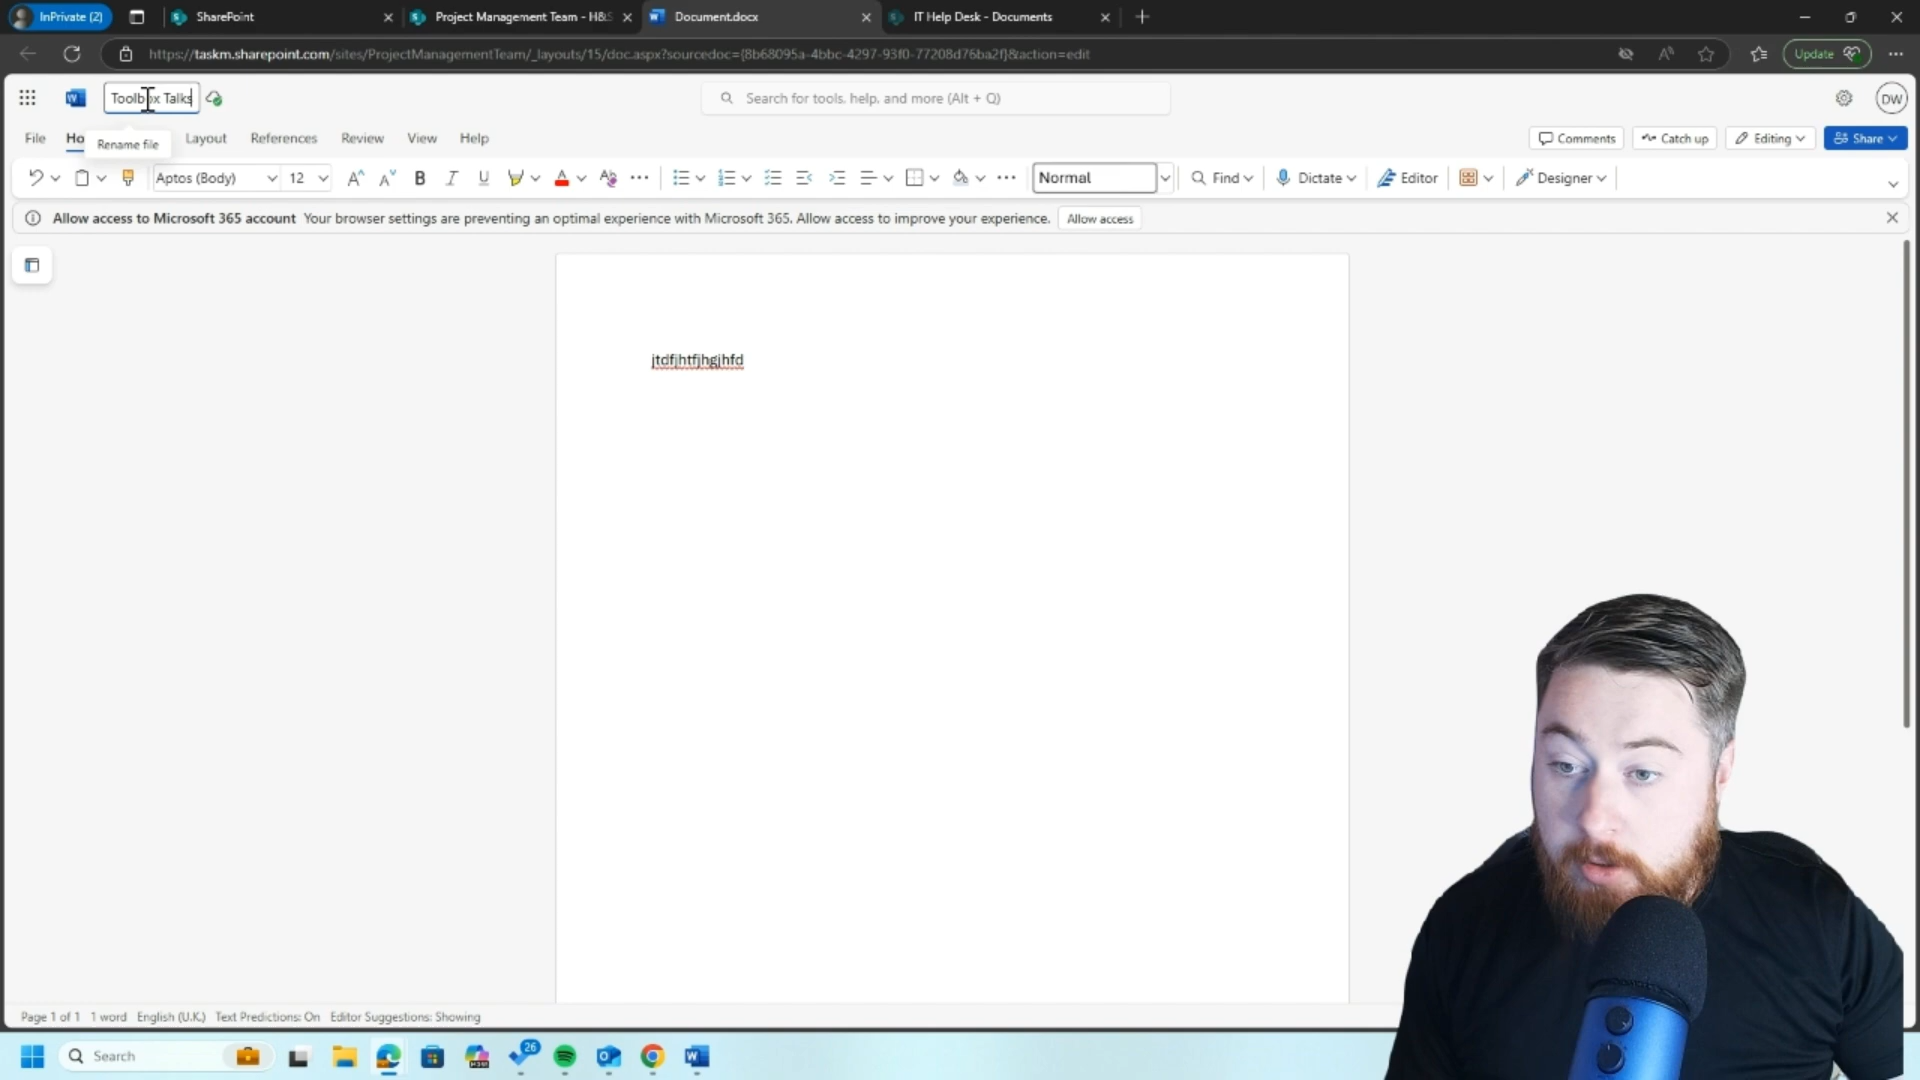 InPrivate (2)
SharePoint
Project Management Team - H&S
Document.docx
IT Help Desk - Documents
https://taskm.sharepoint.com/sites/ProjectManagementTeam/_layouts/15/doc.aspx?sourcedoc={8b68095a-4bbc-4297-93f0-77208d76ba2f}&action=edit
Update
Toolbox Talks
Search for tools, help, and more (Alt + Q)
DW
File
Ho
Rename file
Layout
References
Review
View
Help
Comments
Catch up
Editing
Share
Aptos (Body)
12
Normal
Find
Dictate
Editor
Designer
Allow access to Microsoft 365 account Your browser settings are preventing an optimal experience with Microsoft 365. Allow access to improve your experience.
Allow access
jtdfjhtfjhgjhfd
Page 1 of 1 1 word English (U.K.) Text Predictions: On Editor Suggestions: Showing
Search
26